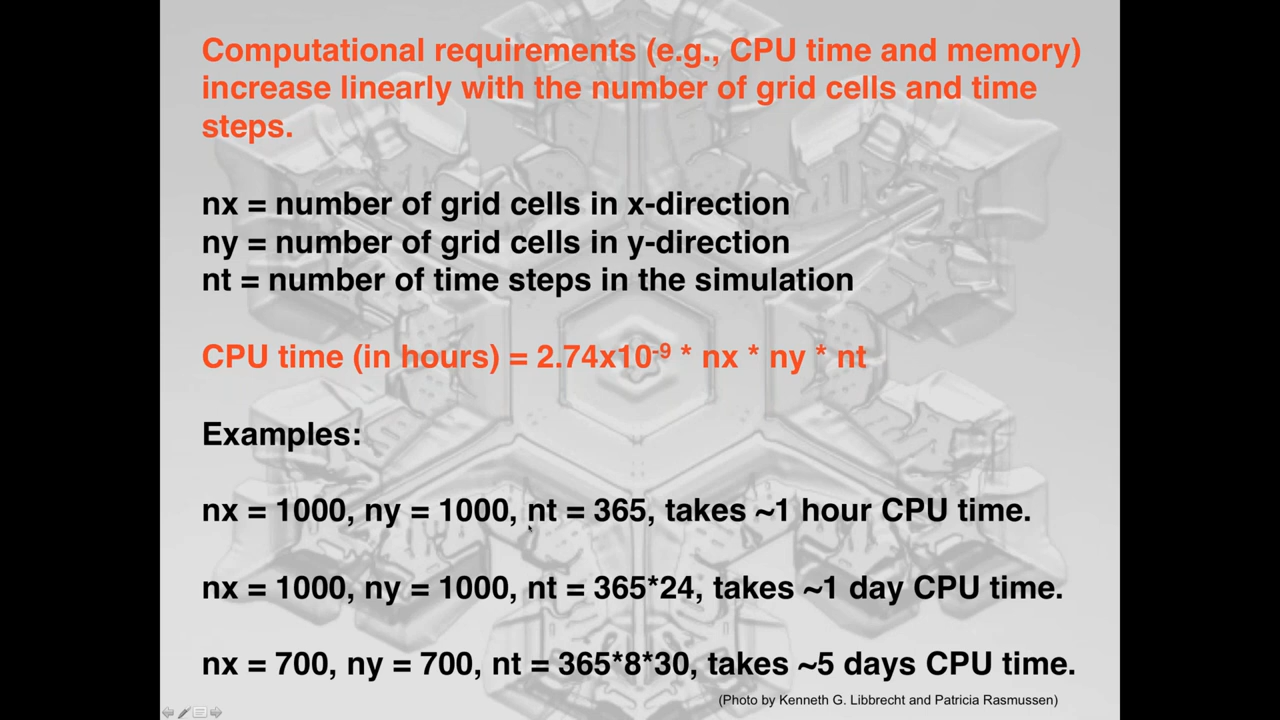 Computational requirements (e.g., CPU time and memory)
increase linearly with the number of grid cells and time
steps.
nx = number of grid cells in x-direction
ny = number of grid cells in y-direction
nt = number of time steps in the simulation
CPU time (in hours) = 2.74x10⁻⁹ * nx * ny * nt
Examples:
nx = 1000, ny = 1000, nt = 365, takes ~1 hour CPU time.
nx = 1000, ny = 1000, nt = 365*24, takes ~1 day CPU time.
nx = 700, ny = 700, nt = 365*8*30, takes ~5 days CPU time.
(Photo by Kenneth G. Libbrecht and Patricia Rasmussen)